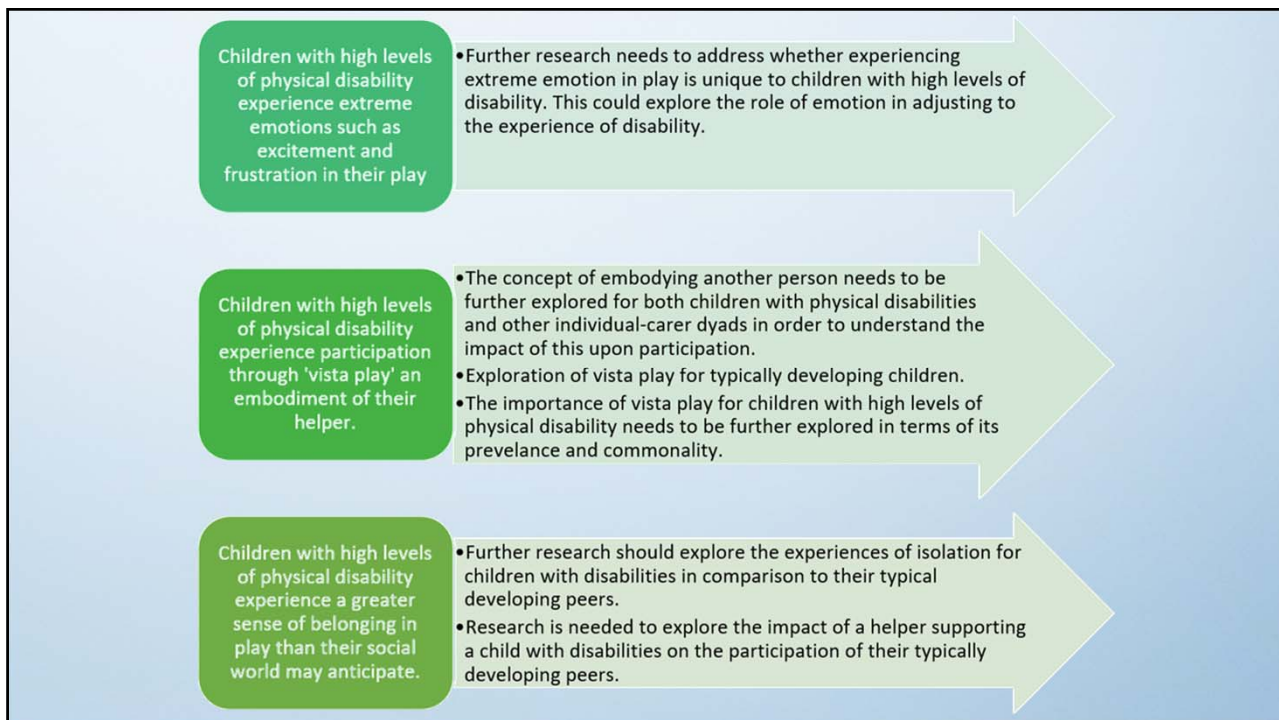 Children with high levels
of physical disability
experience extreme
emotions such as
excitement and
frustration in their play
•Further research needs to address whether experiencing
extreme emotion in play is unique to children with high levels of
disability. This could explore the role of emotion in adjusting to
the experience of disability.
Children with high levels
of physical disability
experience participation
through 'vista play' an
embodiment of their
helper.
•The concept of embodying another person needs to be
further explored for both children with physical disabilities
and other individual-carer dyads in order to understand the
impact of this upon participation.
•Exploration of vista play for typically developing children.
•The importance of vista play for children with high levels of
physical disability needs to be further explored in terms of its
prevelance and commonality.
Children with high levels
of physical disability
experience a greater
sense of belonging in
play than their social
world may anticipate.
•Further research should explore the experiences of isolation for
children with disabilities in comparison to their typical
developing peers.
•Research is needed to explore the impact of a helper supporting
a child with disabilities on the participation of their typically
developing peers.